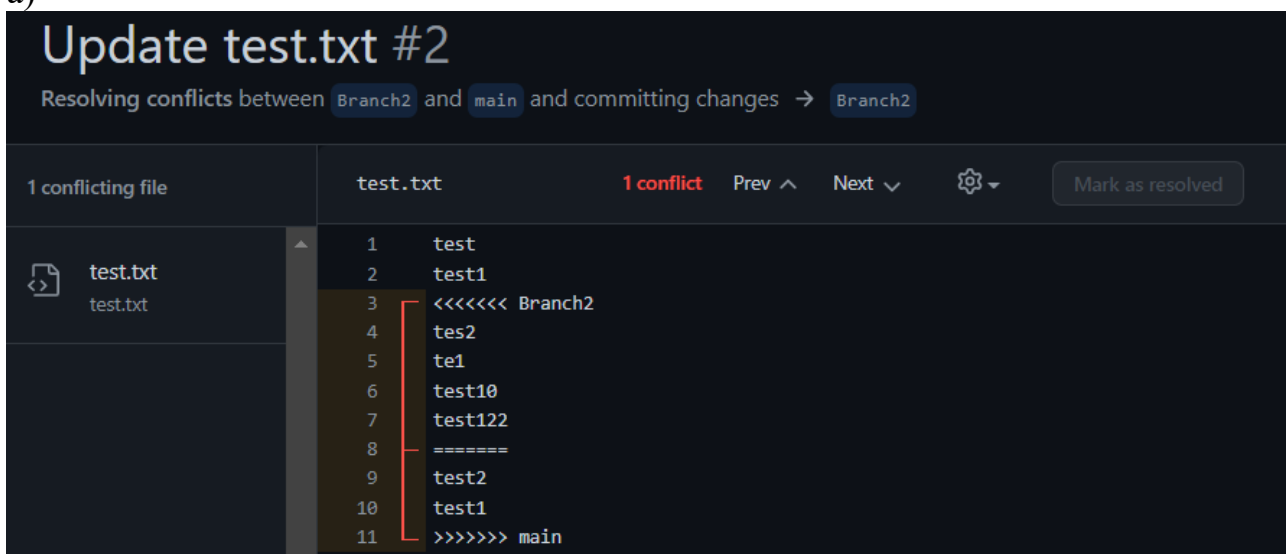 a)
Update test.txt #2
Resolving conflicts between Branch2 and main and committing changes → Branch2
1 conflicting file
test.txt 1 conflict Prev Next Mark as resolved
test.txt
test.txt
1 test
2 test1
3 <<<<<<< Branch2
4 tes2
5 te1
6 test10
7 test122
8 =======
9 test2
10 test1
11 >>>>>>> main